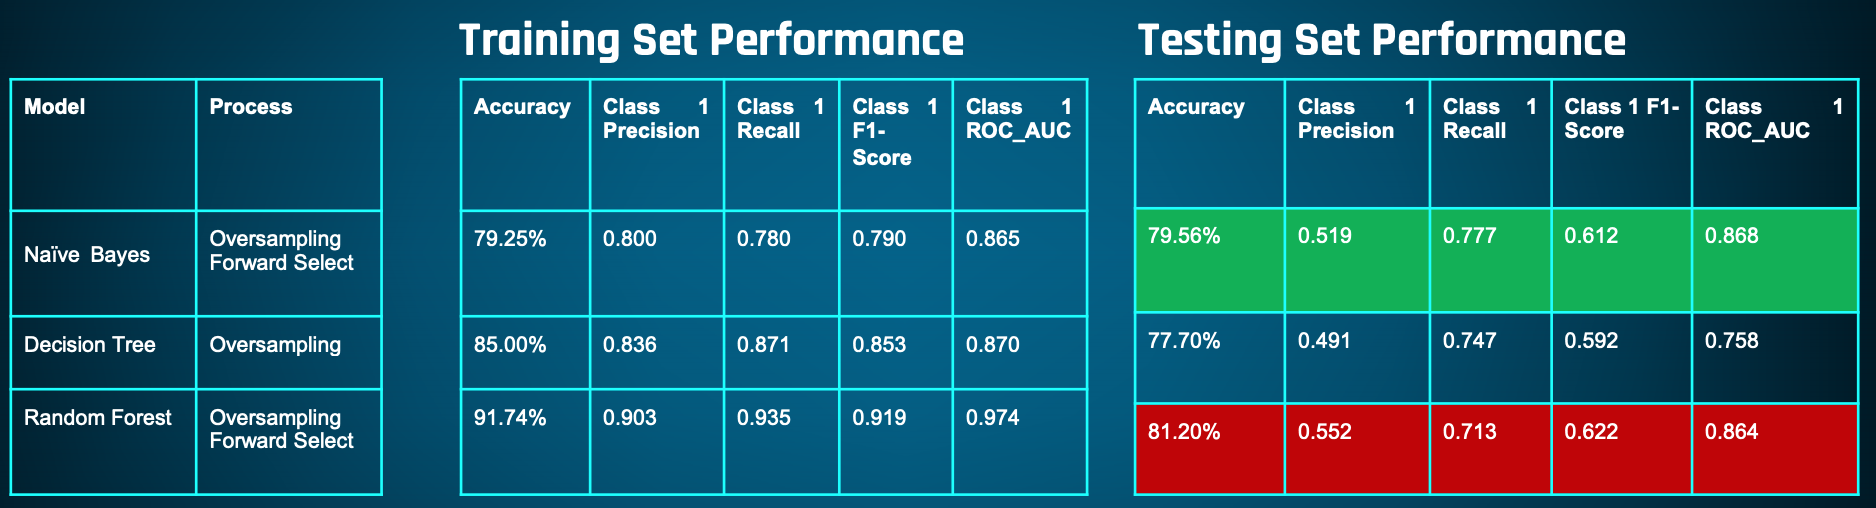 Training Set Performance
Testing Set Performance
Model
Process
Accuracy
Class 1
Precision
Class 1
Recall
Class 1
F1-
Score
Class 1
ROC_AUC
Accuracy
Class 1
Precision
Class 1
Recall
Class 1 F1-
Score
Class 1
ROC_AUC
Naïve Bayes
Oversampling
Forward Select
79.25%
0.800
0.780
0.790
0.865
79.56%
0.519
0.777
0.612
0.868
Decision Tree
Oversampling
85.00%
0.836
0.871
0.853
0.870
77.70%
0.491
0.747
0.592
0.758
Random Forest
Oversampling
Forward Select
91.74%
0.903
0.935
0.919
0.974
81.20%
0.552
0.713
0.622
0.864